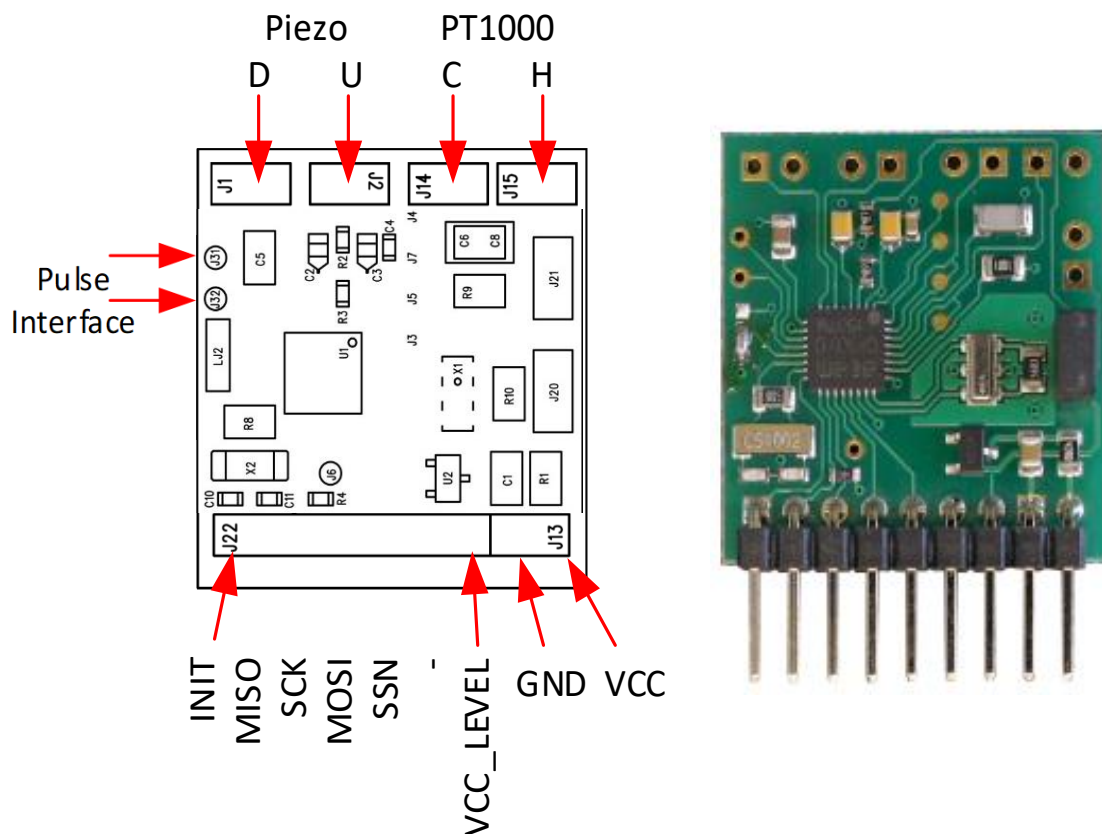 Piezo PT1000
D U C H
J1 J2 J14 J15
J4
C4
J31 C5 C2 R2 C3 J7 C6 C8 J21
Pulse
Interface
J32 R3 J5 R9
LJ2 U1 J3 X1
R10 J20
R8
X2 J6 U2 C1 R1
C10 C11 R4
J22 J13
INIT
MISO
SCK
MOSI
SSN
-
VCC_LEVEL
GND VCC